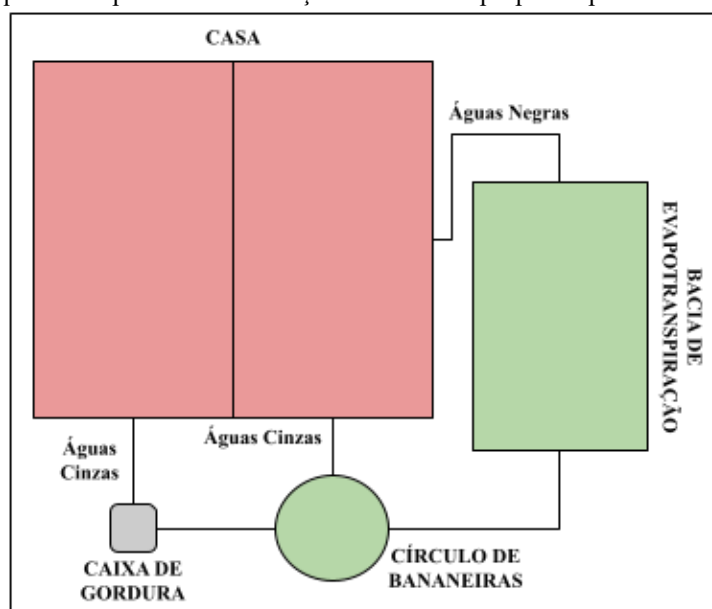 CASA
Águas Negras
BACIA DE
EVAPOTRANSPIRAÇÃO
Águas
Cinzas
Águas Cinzas
CAIXA DE
GORDURA
CÍRCULO DE
BANANEIRAS